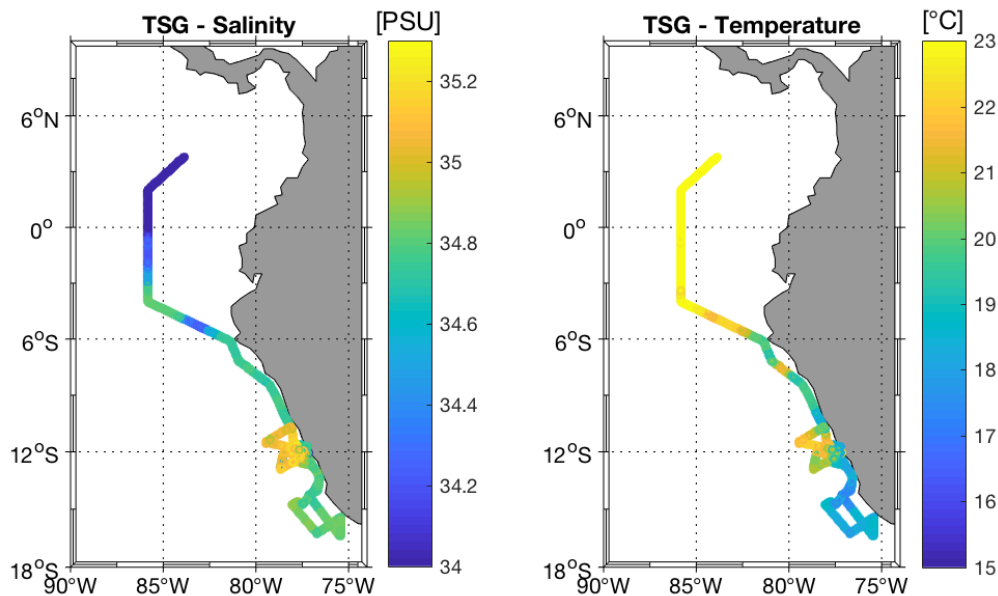 TSG - Salinity [PSU]
6°N
0°
6°S
12°S
18°S
90°W 85°W 80°W 75°W
35.2
35
34.8
34.6
34.4
34.2
34
TSG - Temperature [°C]
6°N
0°
6°S
12°S
18°S
90°W 85°W 80°W 75°W
23
22
21
20
19
18
17
16
15